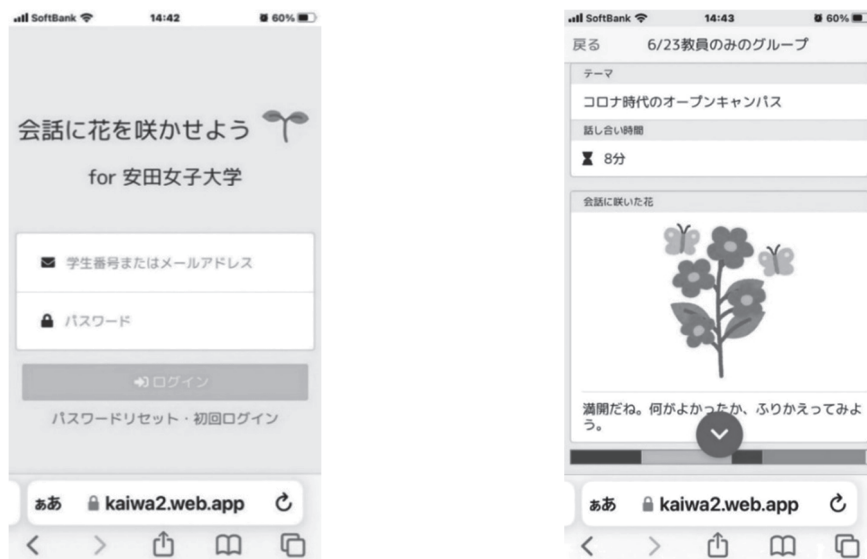 SoftBank
14:42
60%
会話に花を咲かせよう
for 安田女子大学
学生番号またはメールアドレス
パスワード
ログイン
パスワードリセット・初回ログイン
ぁあ
kaiwa2.web.app
SoftBank
14:43
60%
戻る
6/23教員のみのグループ
テーマ
コロナ時代のオープンキャンパス
話し合い時間
8分
会話に咲いた花
満開だね。何がよかったか、ふりかえってみよ
う。
ぁあ
kaiwa2.web.app